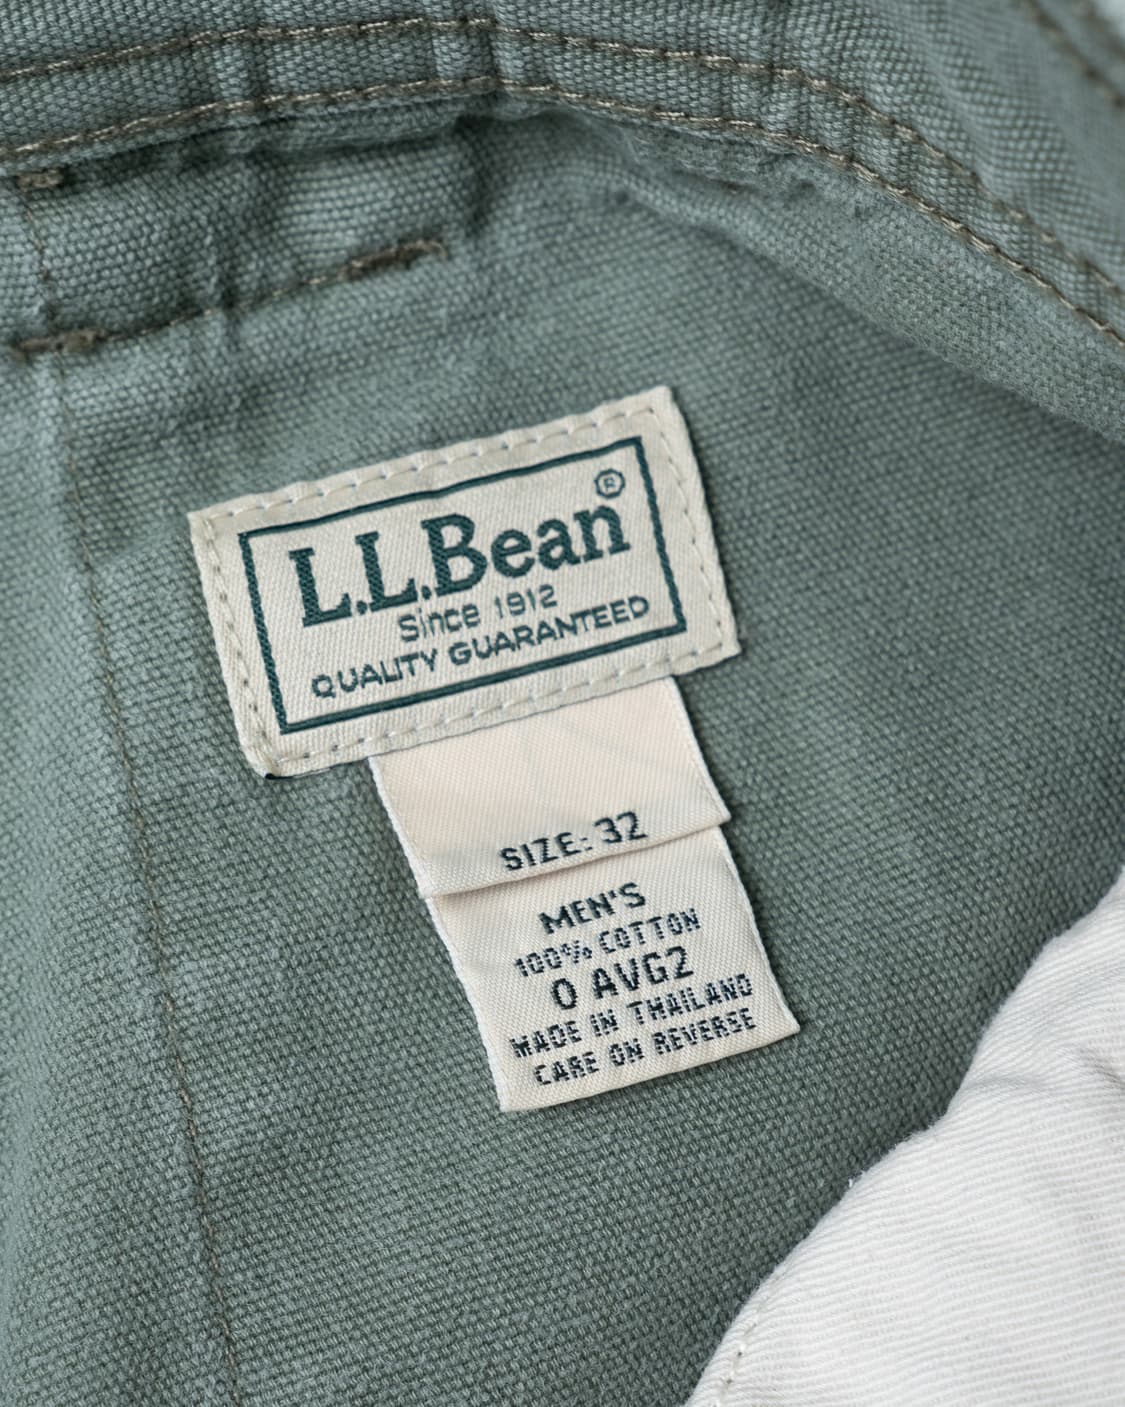 L.L.Bean®
Since 1912
QUALITY GUARANTEED
SIZE: 32
MEN'S
100% COTTON
0 AVG2
MADE IN THAILAND
CARE ON REVERSE